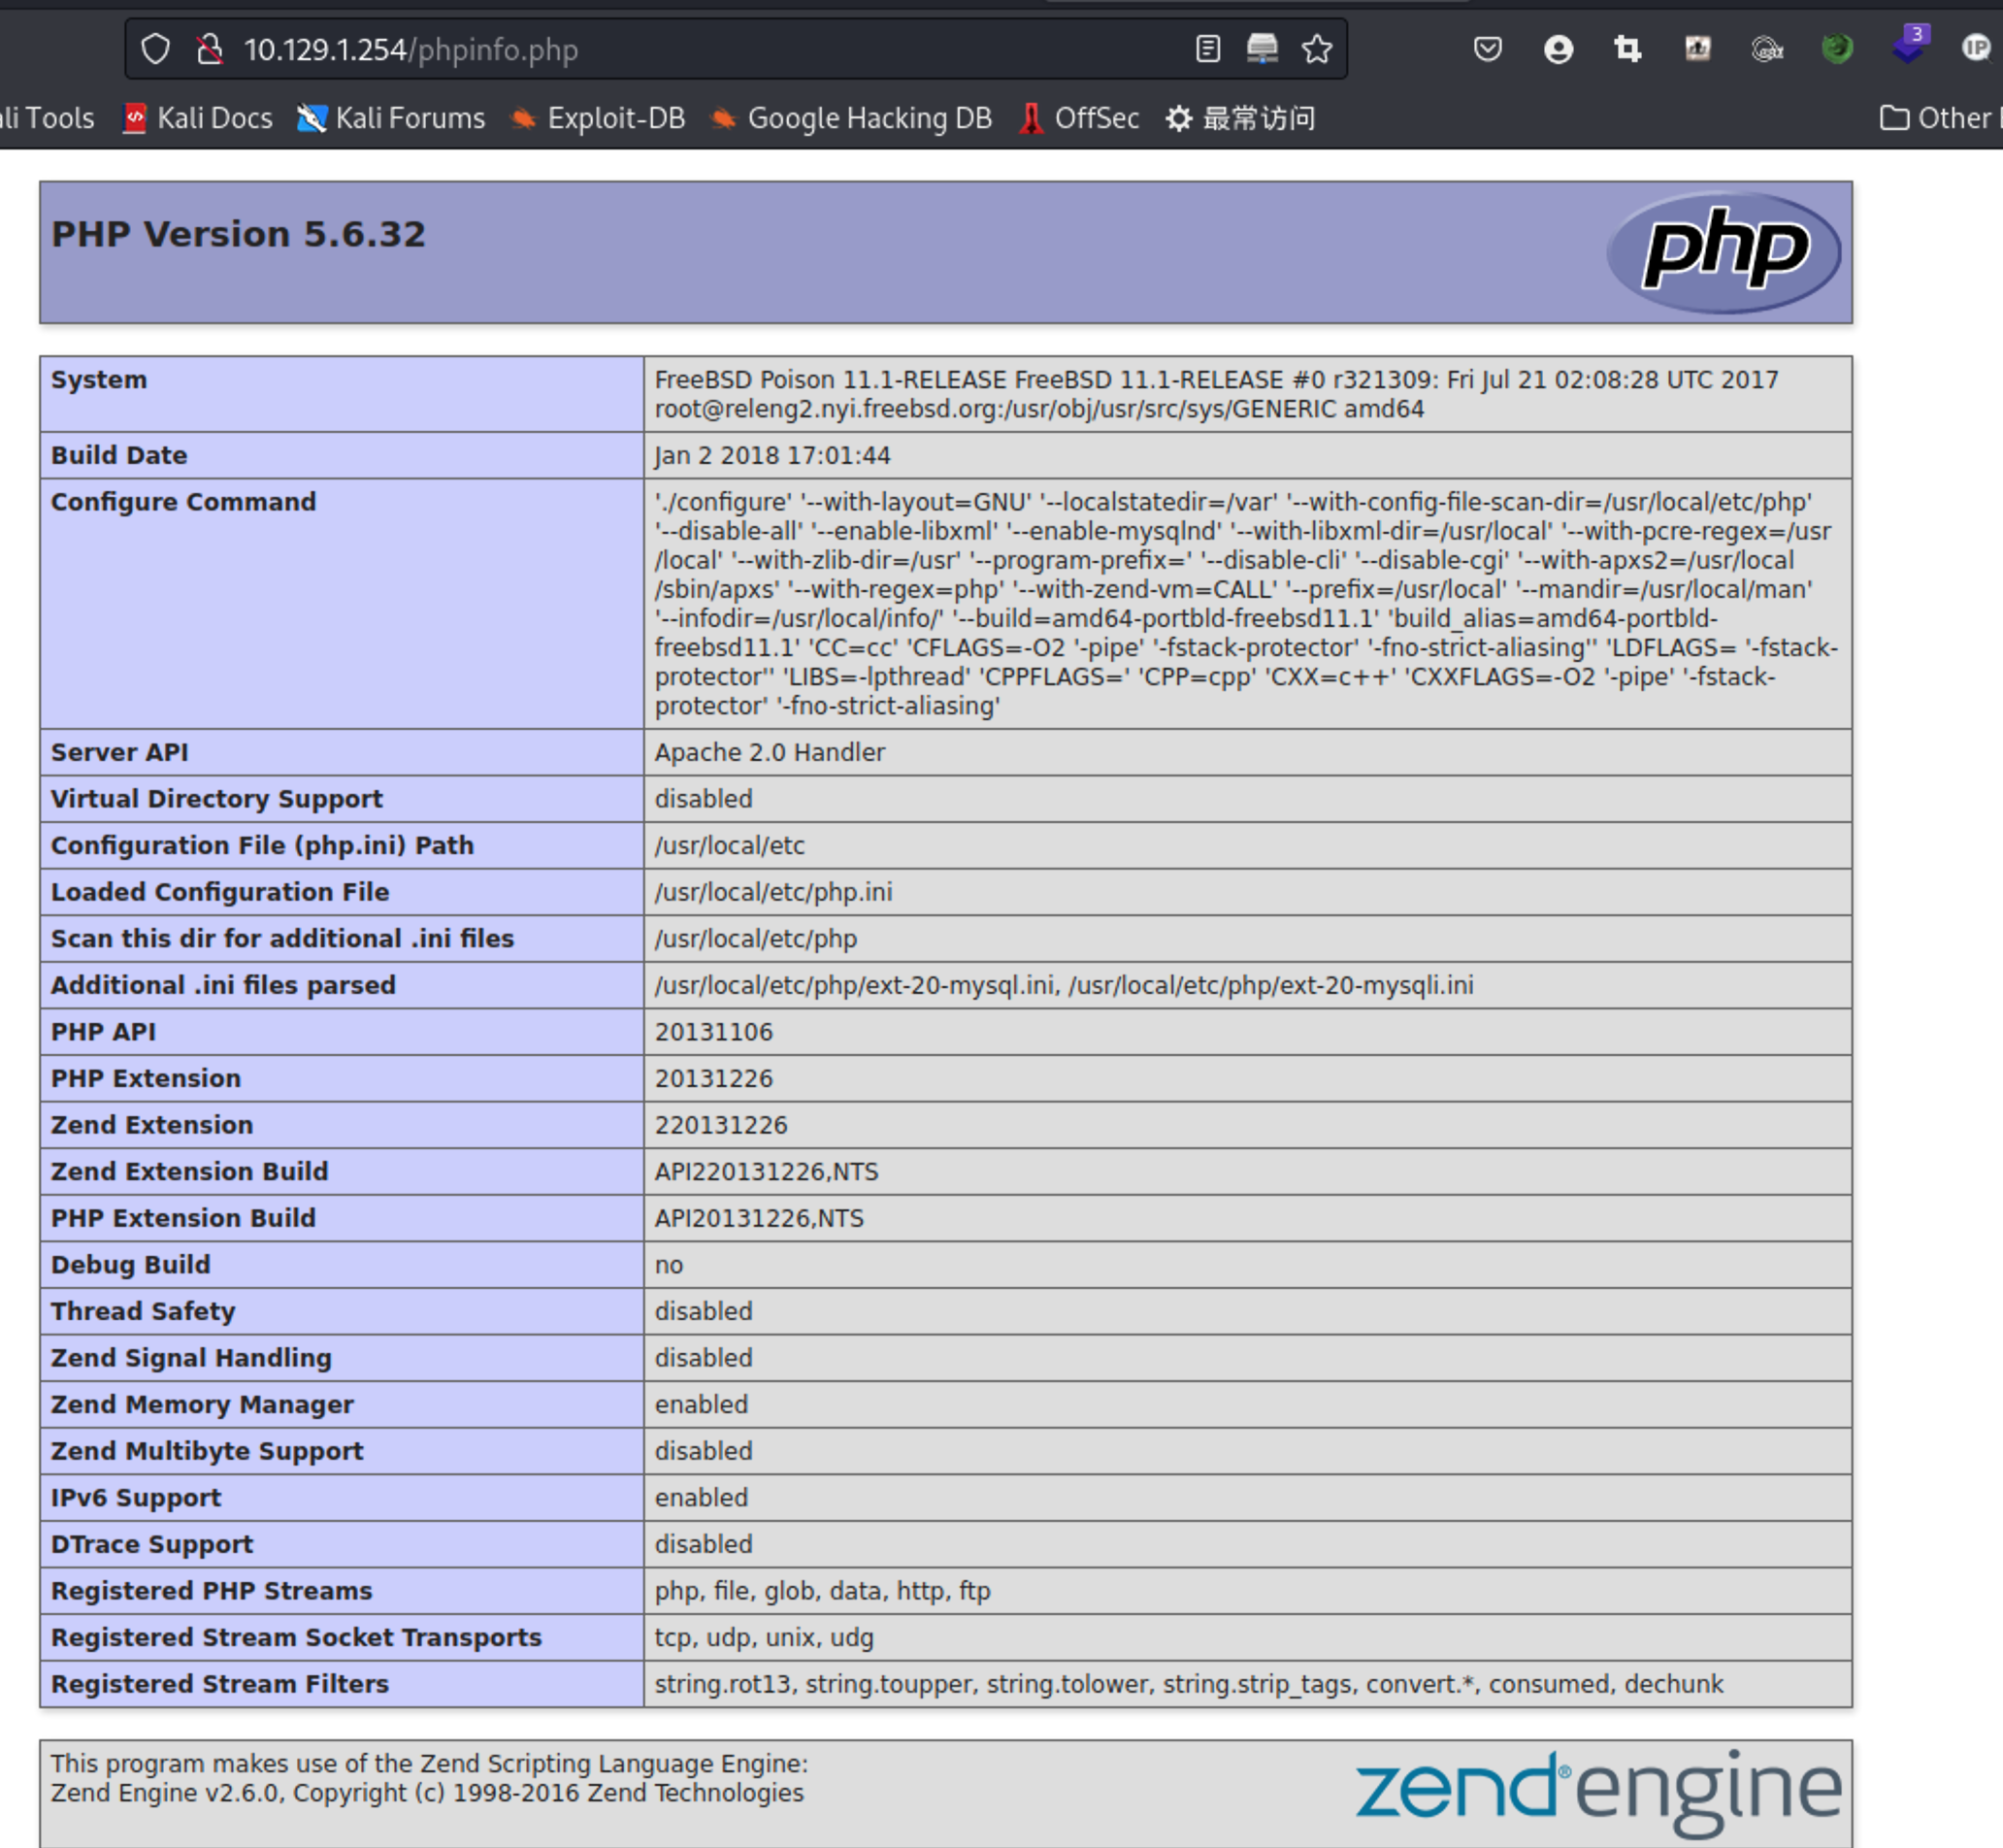 10.129.1.254/phpinfo.php
3
IP
li Tools Kali Docs Kali Forums Exploit-DB Google Hacking DB OffSec 最常访问 Other
PHP Version 5.6.32
php
System FreeBSD Poison 11.1-RELEASE FreeBSD 11.1-RELEASE #0 r321309: Fri Jul 21 02:08:28 UTC 2017
root@releng2.nyi.freebsd.org:/usr/obj/usr/src/sys/GENERIC amd64
Build Date Jan 2 2018 17:01:44
Configure Command './configure' '--with-layout=GNU' '--localstatedir=/var' '--with-config-file-scan-dir=/usr/local/etc/php'
'--disable-all' '--enable-libxml' '--enable-mysqlnd' '--with-libxml-dir=/usr/local' '--with-pcre-regex=/usr
/local' '--with-zlib-dir=/usr' '--program-prefix=' '--disable-cli' '--disable-cgi' '--with-apxs2=/usr/local
/sbin/apxs' '--with-regex=php' '--with-zend-vm=CALL' '--prefix=/usr/local' '--mandir=/usr/local/man'
'--infodir=/usr/local/info/' '--build=amd64-portbld-freebsd11.1' 'build_alias=amd64-portbld-
freebsd11.1' 'CC=cc' 'CFLAGS=-O2 '-pipe' '-fstack-protector' '-fno-strict-aliasing'' 'LDFLAGS= '-fstack-
protector'' 'LIBS=-lpthread' 'CPPFLAGS=' 'CPP=cpp' 'CXX=c++' 'CXXFLAGS=-O2 '-pipe' '-fstack-
protector' '-fno-strict-aliasing'
Server API Apache 2.0 Handler
Virtual Directory Support disabled
Configuration File (php.ini) Path /usr/local/etc
Loaded Configuration File /usr/local/etc/php.ini
Scan this dir for additional .ini files /usr/local/etc/php
Additional .ini files parsed /usr/local/etc/php/ext-20-mysql.ini, /usr/local/etc/php/ext-20-mysqli.ini
PHP API 20131106
PHP Extension 20131226
Zend Extension 220131226
Zend Extension Build API220131226,NTS
PHP Extension Build API20131226,NTS
Debug Build no
Thread Safety disabled
Zend Signal Handling disabled
Zend Memory Manager enabled
Zend Multibyte Support disabled
IPv6 Support enabled
DTrace Support disabled
Registered PHP Streams php, file, glob, data, http, ftp
Registered Stream Socket Transports tcp, udp, unix, udg
Registered Stream Filters string.rot13, string.toupper, string.tolower, string.strip_tags, convert.*, consumed, dechunk
This program makes use of the Zend Scripting Language Engine:
Zend Engine v2.6.0, Copyright (c) 1998-2016 Zend Technologies
zend®engine